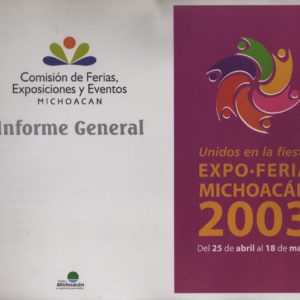 Comisión de Ferias,
Exposiciones y Eventos
MICHOACAN
Informe General
Michoacán
Unidos en la fies
EXPO·FERIA
MICHOACÁN
2003
Del 25 de abril al 18 de ma